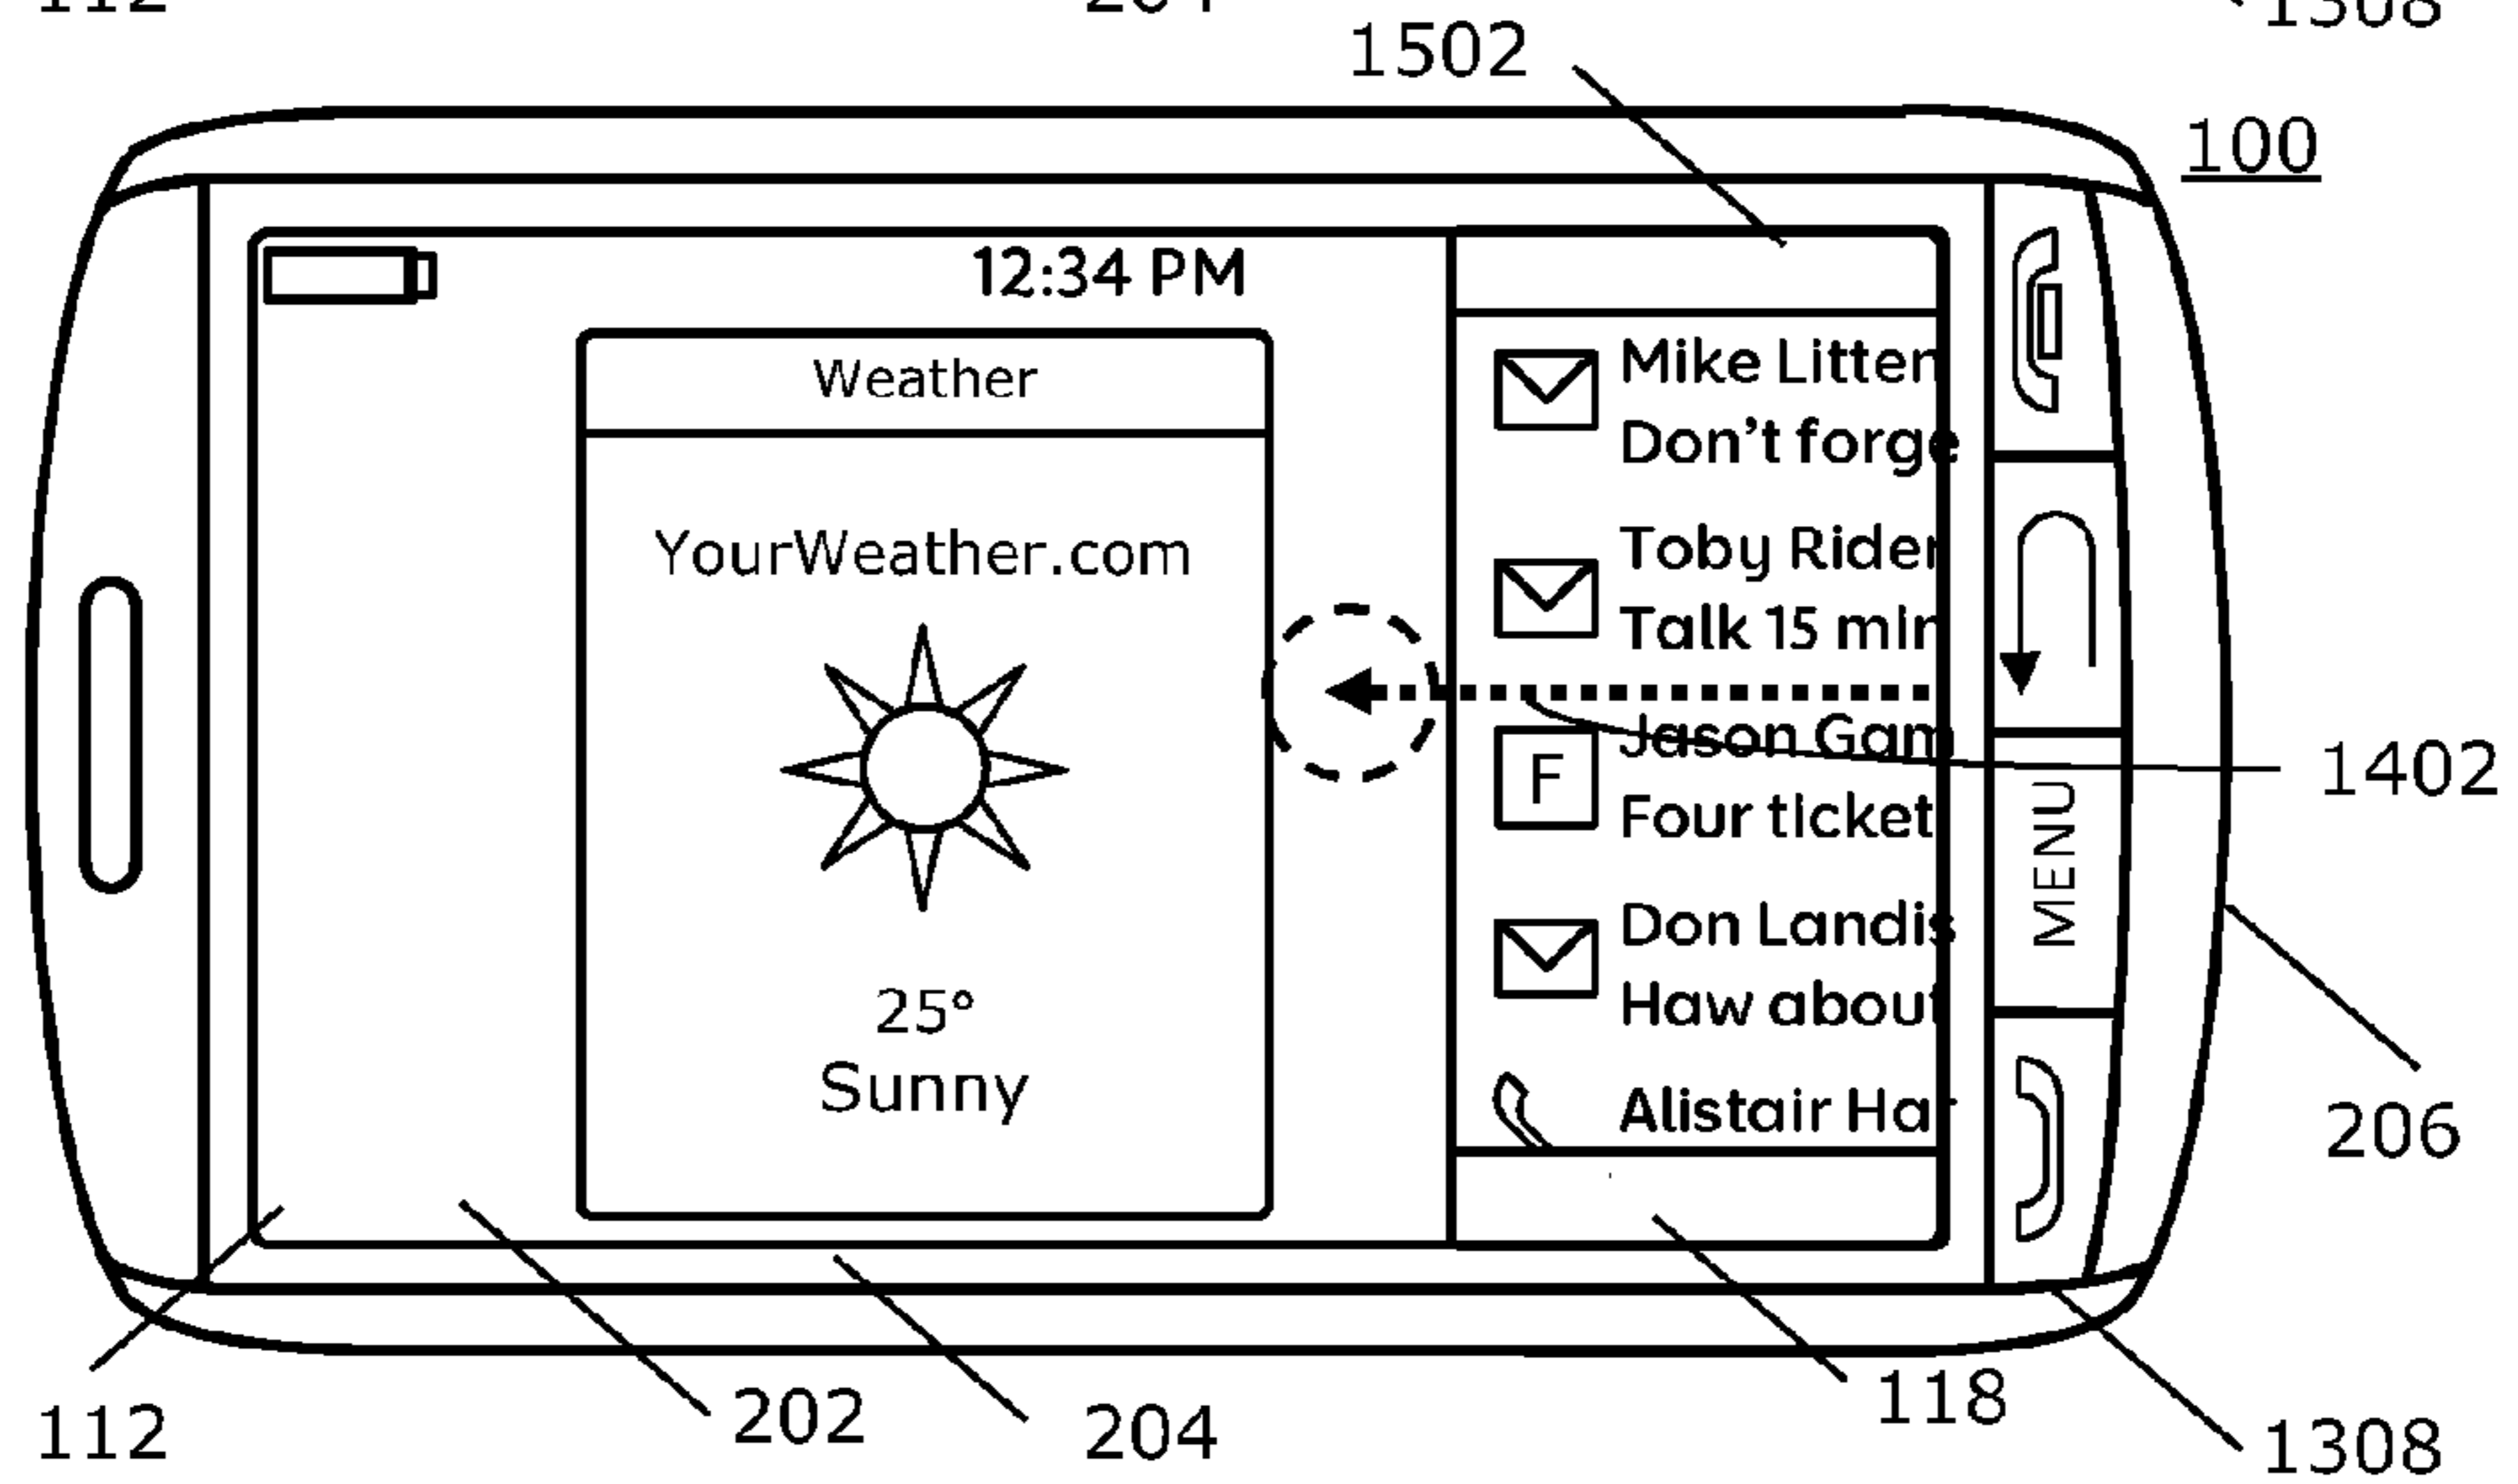 1502
100
12:34 PM
Weather
YourWeather.com
25°
Sunny
Mike Litten
Don't forge
Toby Rider
Talk 15 min
Jason Gam
F
Four ticket
Don Landis
Haw about
Alistair Har
MENU
1402
206
112
202
204
118
1308